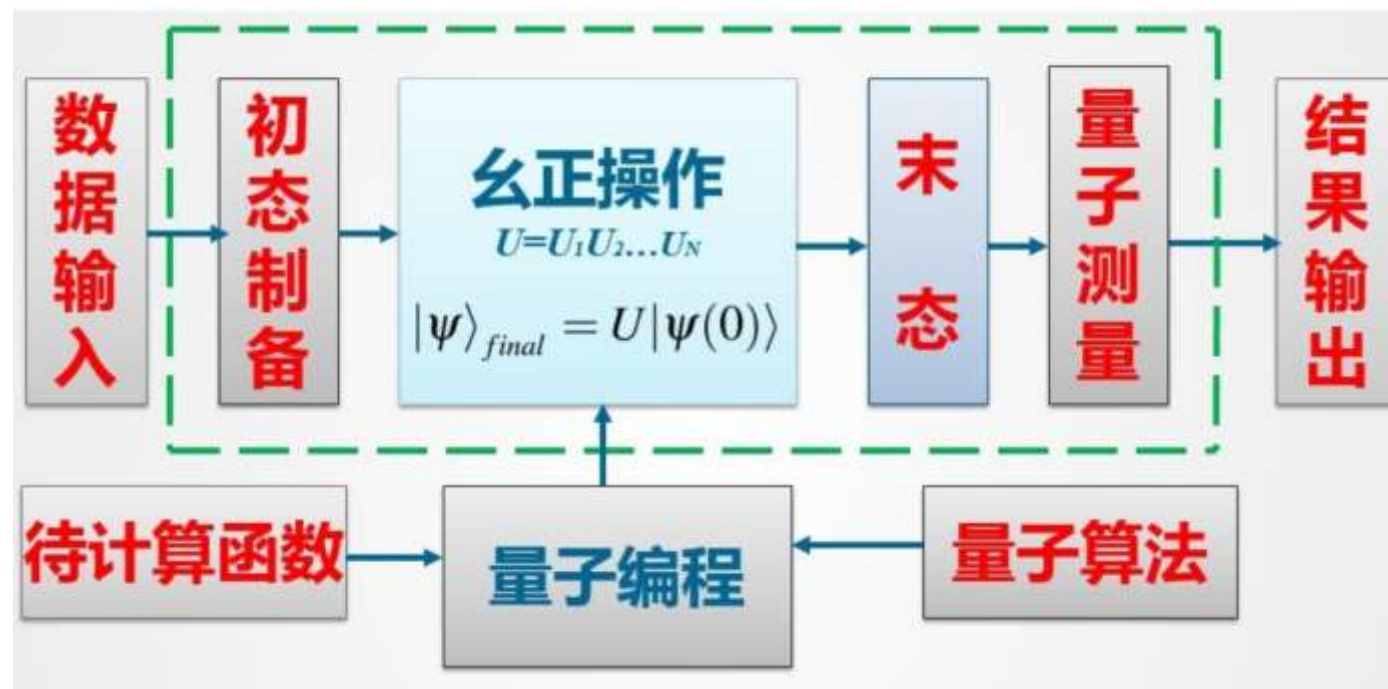 数据输入
初态制备
幺正操作
U=U₁U₂...U_N
|ψ⟩_final = U|ψ(0)⟩
末态
量子测量
结果输出
待计算函数
量子编程
量子算法